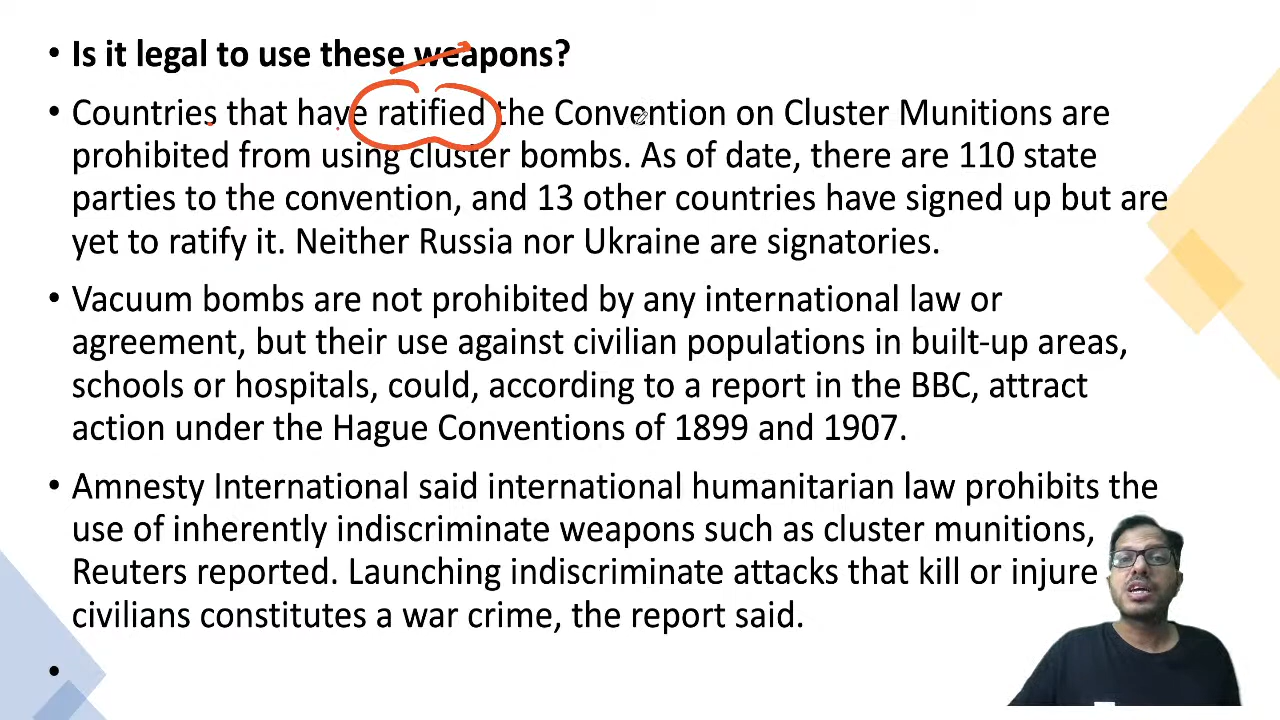 • Is it legal to use these weapons?
• Countries that have ratified the Convention on Cluster Munitions are
prohibited from using cluster bombs. As of date, there are 110 state
parties to the convention, and 13 other countries have signed up but are
yet to ratify it. Neither Russia nor Ukraine are signatories.
• Vacuum bombs are not prohibited by any international law or
agreement, but their use against civilian populations in built-up areas,
schools or hospitals, could, according to a report in the BBC, attract
action under the Hague Conventions of 1899 and 1907.
• Amnesty International said international humanitarian law prohibits the
use of inherently indiscriminate weapons such as cluster munitions,
Reuters reported. Launching indiscriminate attacks that kill or injure
civilians constitutes a war crime, the report said.
•